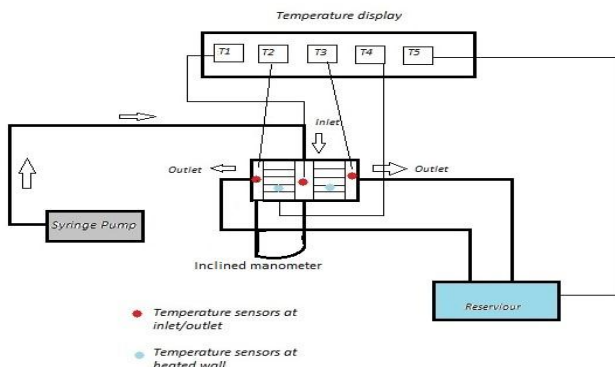 Temperature display
T1 T2 T3 T4 T5
Inlet
Outlet
Outlet
Syringe Pump
Inclined manometer
Reserviour
Temperature sensors at
inlet/outlet
Temperature sensors at
heated wall